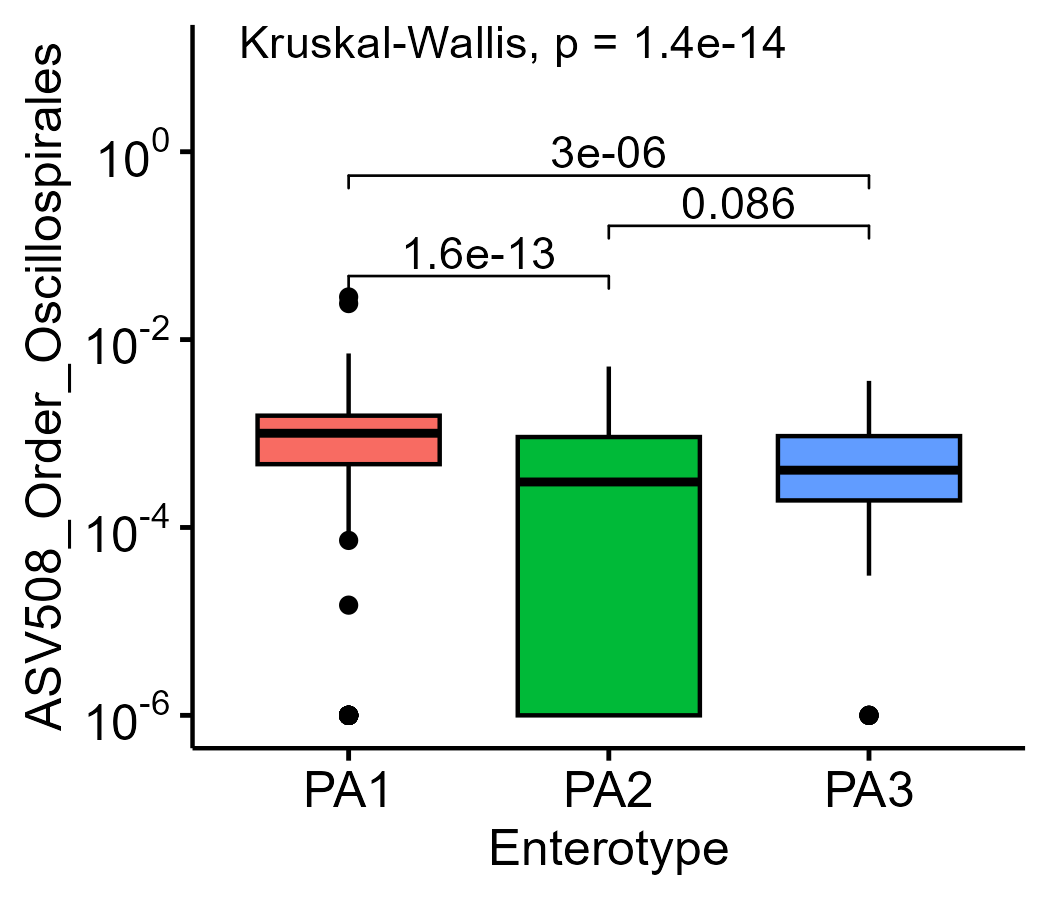 Kruskal-Wallis, p = 1.4e-14
ASV508_Order_Oscillospirales
10^0
10^-2
10^-4
10^-6
3e-06
0.086
1.6e-13
PA1 PA2 PA3
Enterotype